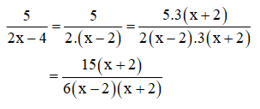 5/(2x−4) = 5/(2.(x−2)) = 5.3(x+2)/(2(x−2).3(x+2))
= 15(x+2)/(6(x−2)(x+2))